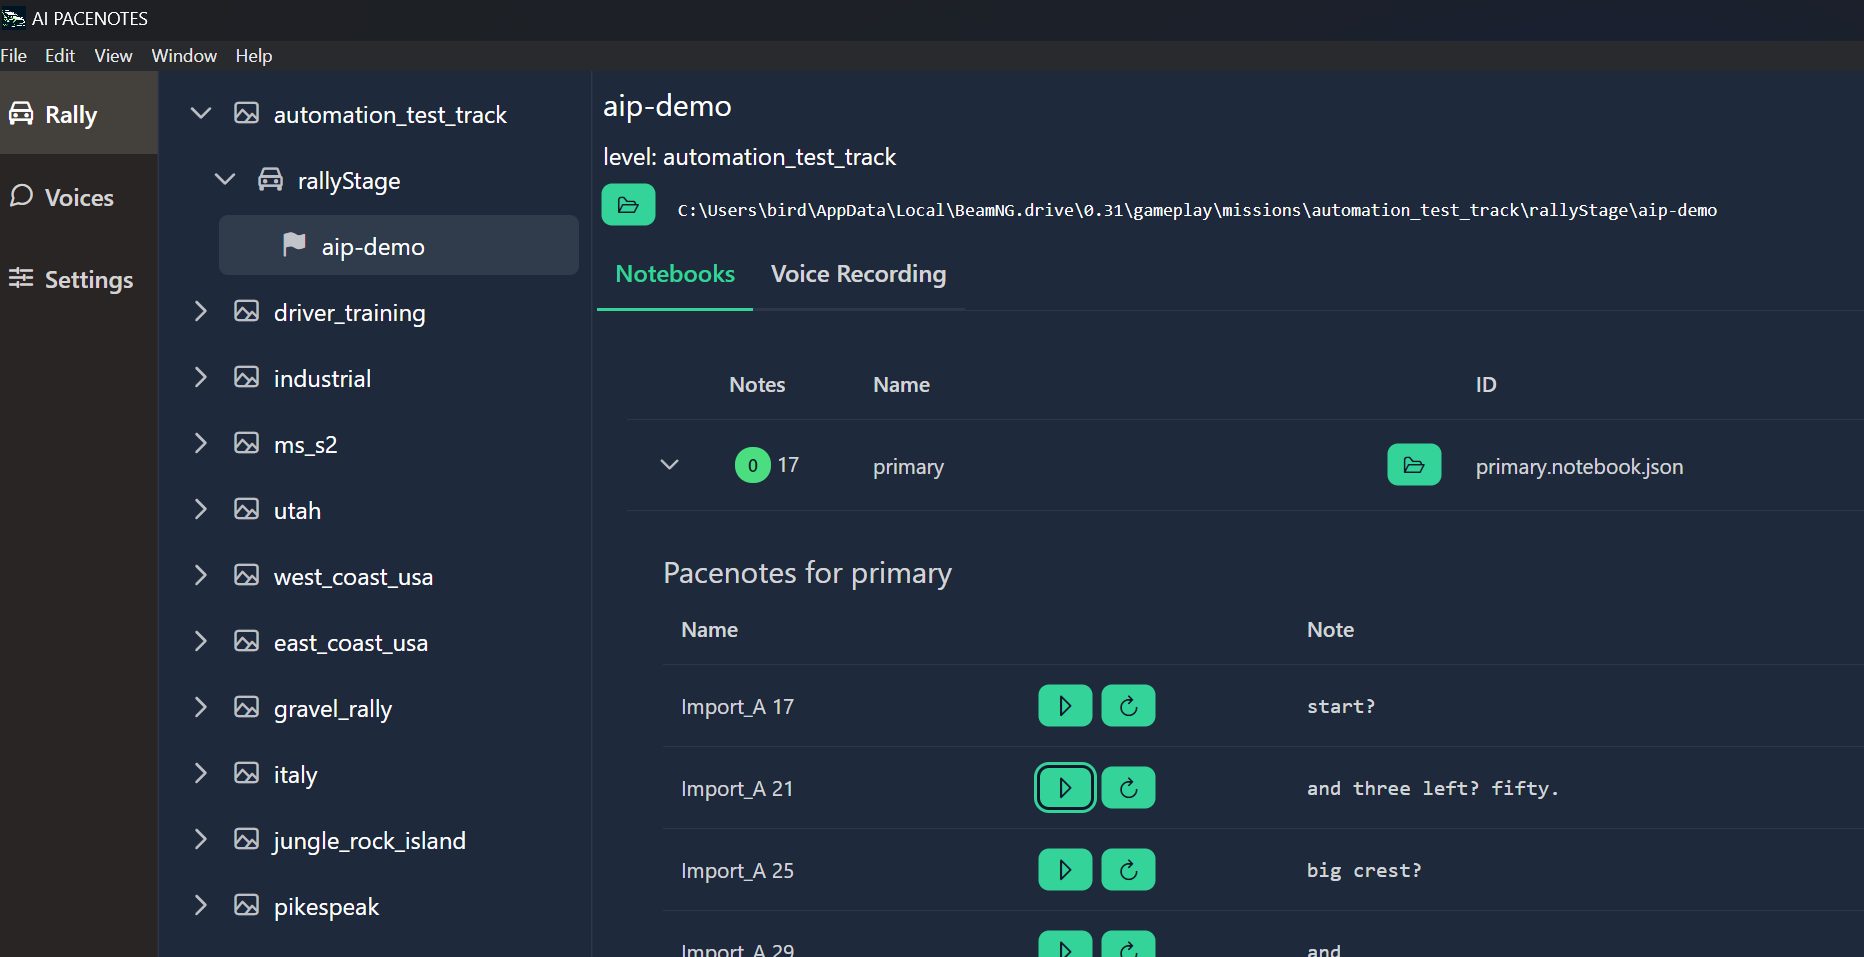 AI PACENOTES
File Edit View Window Help
Rally
Voices
Settings
automation_test_track
rallyStage
aip-demo
driver_training
industrial
ms_s2
utah
west_coast_usa
east_coast_usa
gravel_rally
italy
jungle_rock_island
pikespeak
aip-demo
level: automation_test_track
C:\Users\bird\AppData\Local\BeamNG.drive\0.31\gameplay\missions\automation_test_track\rallyStage\aip-demo
Notebooks Voice Recording
Notes Name ID
0 17 primary primary.notebook.json
Pacenotes for primary
Name Note
Import_A 17 start?
Import_A 21 and three left? fifty.
Import_A 25 big crest?
Import_A 29 and